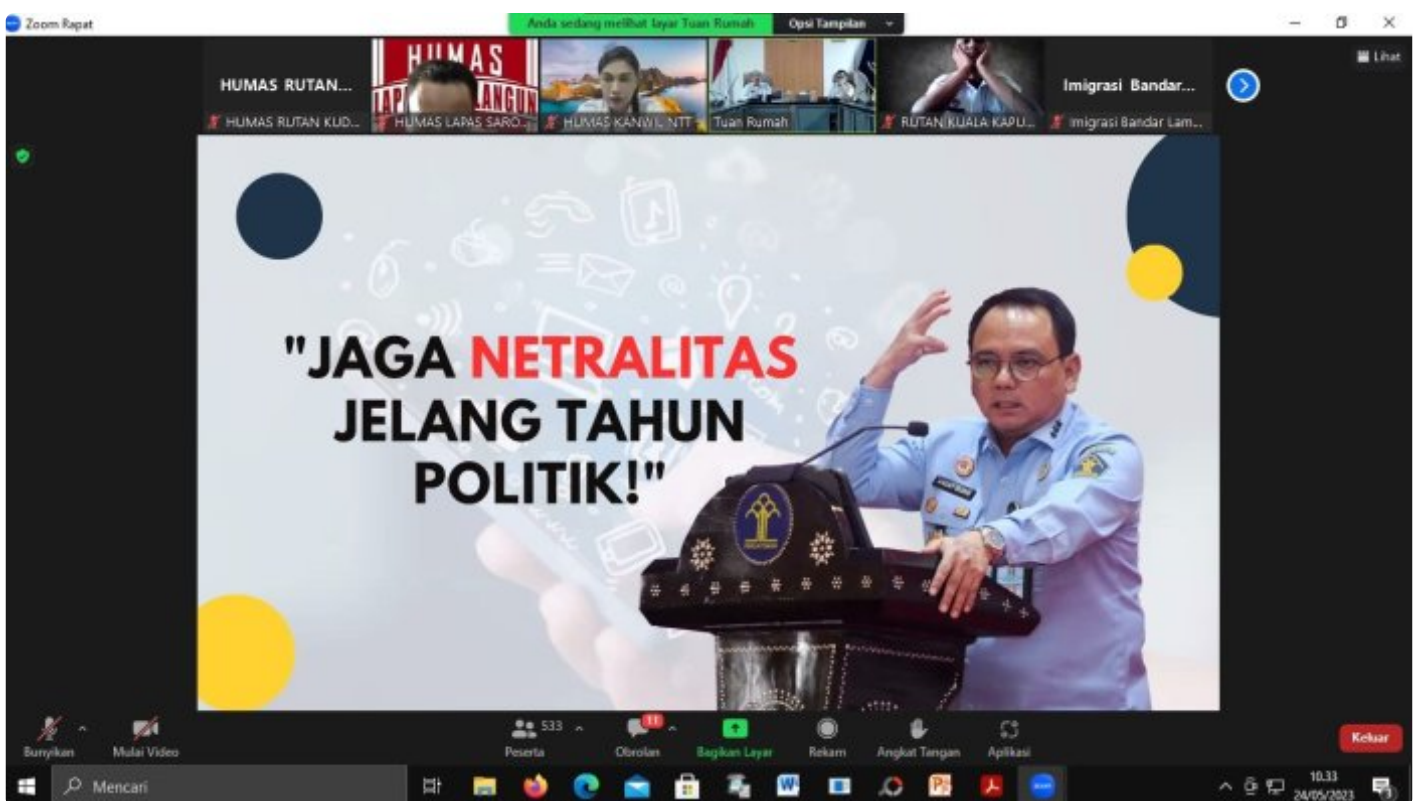 Zoom Rapat
Anda sedang melihat layar Tuan Rumah
Opsi Tampilan
Lihat
HUMAS RUTAN...
HUMAS
Imigrasi Bandar...
HUMAS RUTAN KUD...
HUMAS LAPAS SARO...
HUMAS KANWIL NTT
Tuan Rumah
RUTAN KUALA KAPU...
Imigrasi Bandar Lam...
"JAGA NETRALITAS
JELANG TAHUN
POLITIK!"
Bunyikan
Mulai Video
533
Peserta
11
Obrolan
Bagikan Layar
Rekam
Angkat Tangan
Aplikasi
Keluar
Mencari
10.33
24/05/2023